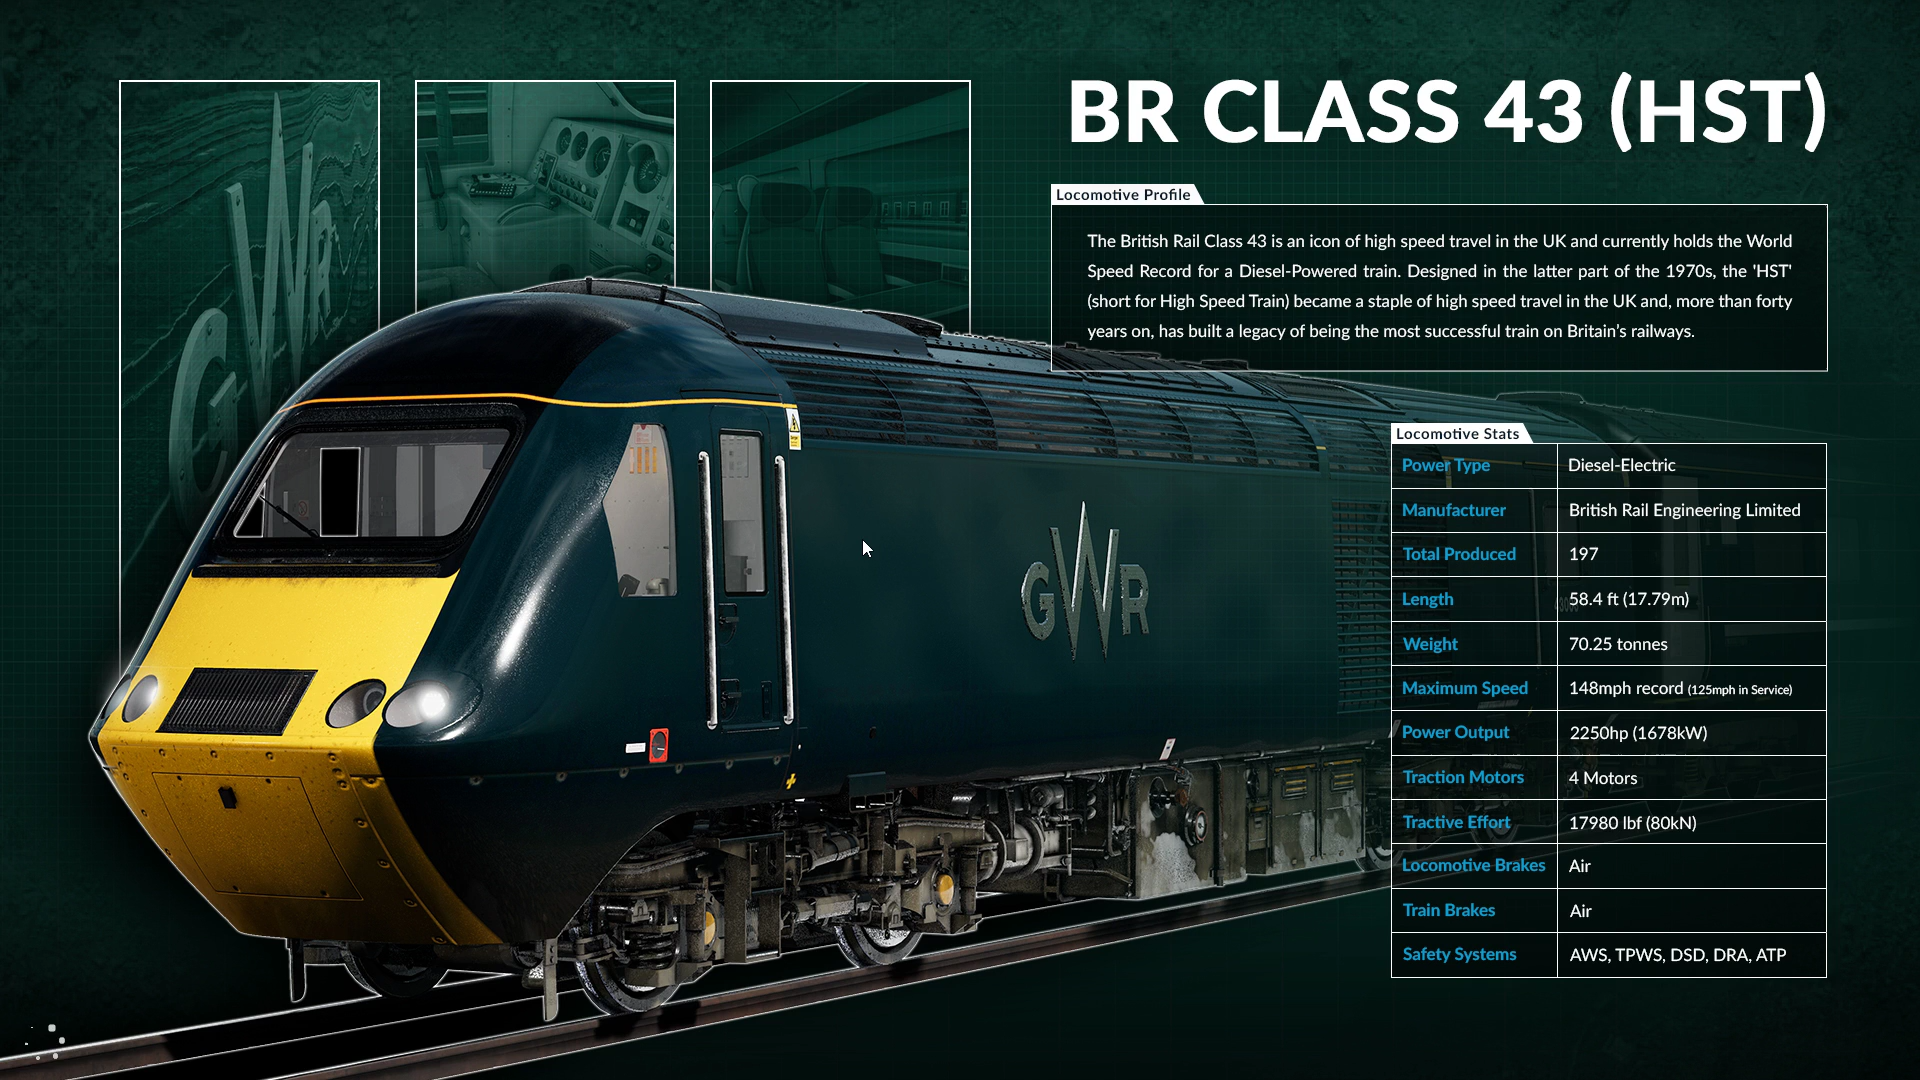 BR CLASS 43 (HST)
Locomotive Profile
The British Rail Class 43 is an icon of high speed travel in the UK and currently holds the World
Speed Record for a Diesel-Powered train. Designed in the latter part of the 1970s, the 'HST'
(short for High Speed Train) became a staple of high speed travel in the UK and, more than forty
years on, has built a legacy of being the most successful train on Britain's railways.
GWR
GWR
Locomotive Stats
Power Type Diesel-Electric
Manufacturer British Rail Engineering Limited
Total Produced 197
Length 58.4 ft (17.79m)
Weight 70.25 tonnes
Maximum Speed 148mph record (125mph in Service)
Power Output 2250hp (1678kW)
Traction Motors 4 Motors
Tractive Effort 17980 lbf (80kN)
Locomotive Brakes Air
Train Brakes Air
Safety Systems AWS, TPWS, DSD, DRA, ATP